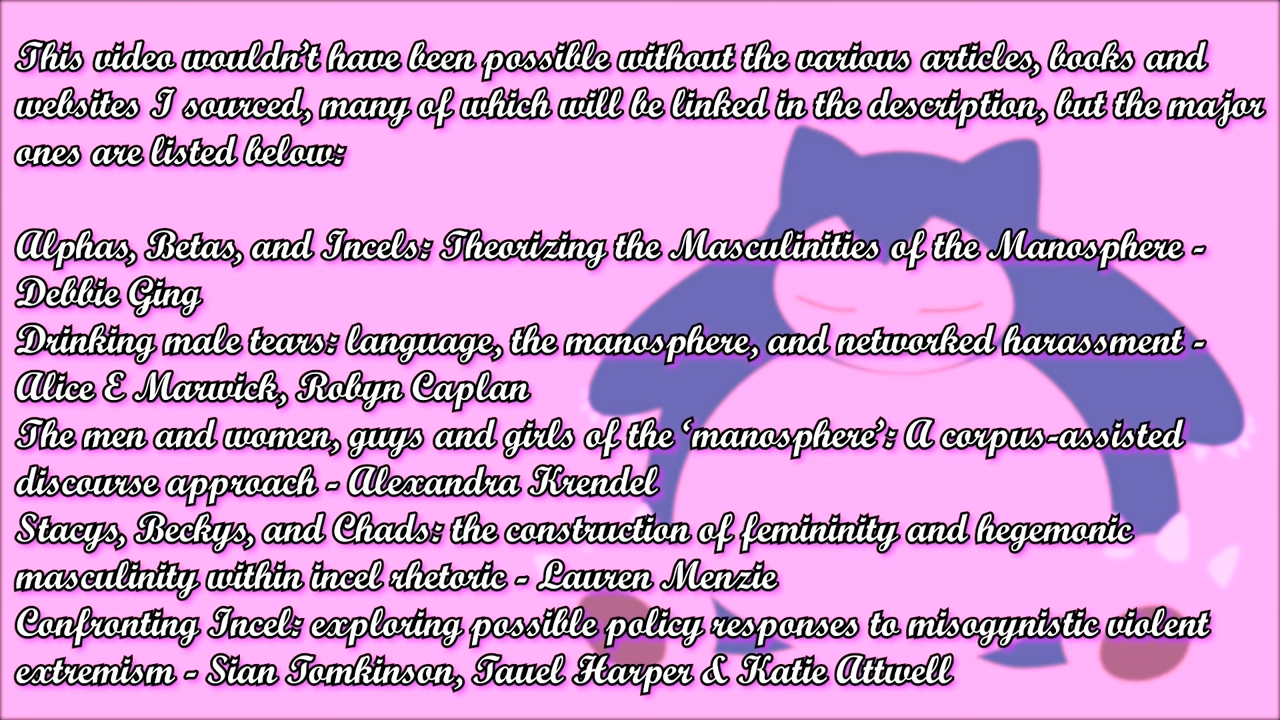 This video wouldn't have been possible without the various articles, books and
websites I sourced, many of which will be linked in the description, but the major
ones are listed below:
Alphas, Betas, and Incels: Theorizing the Masculinities of the Manosphere -
Debbie Ging
Drinking male tears: language, the manosphere, and networked harassment -
Alice E Marwick, Robyn Caplan
The men and women, guys and girls of the ‘manosphere’: A corpus-assisted
discourse approach - Alexandra Krendel
Stacys, Beckys, and Chads: the construction of femininity and hegemonic
masculinity within incel rhetoric - Lauren Menzie
Confronting Incel: exploring possible policy responses to misogynistic violent
extremism - Sian Tomkinson, Tauel Harper & Katie Attwell